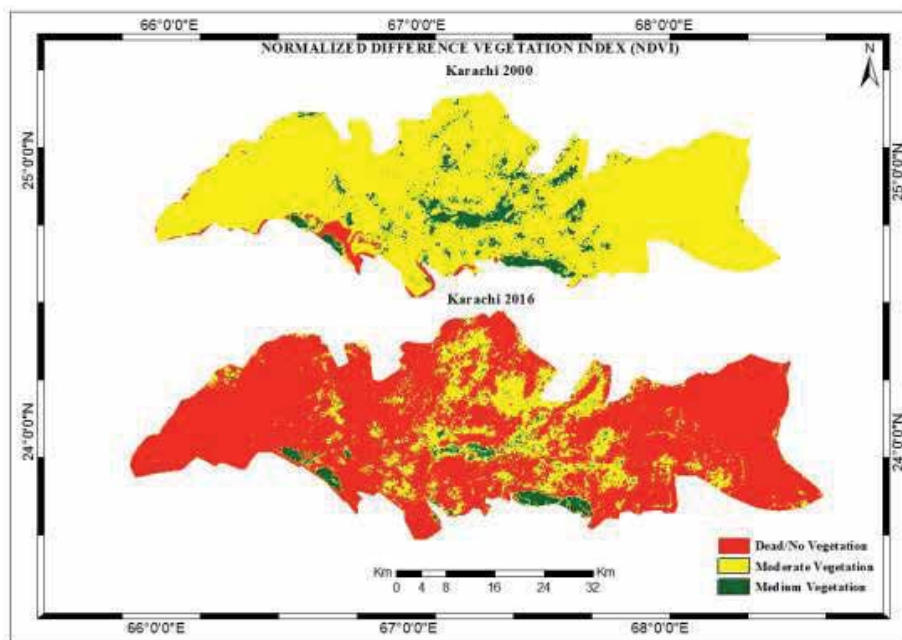 66°0'0"E 67°0'0"E 68°0'0"E
NORMALIZED DIFFERENCE VEGETATION INDEX (NDVI)
N
Karachi 2000
25°0'0"N 25°0'0"N
Karachi 2016
24°0'0"N 24°0'0"N
Dead/No Vegetation
Km Km
Moderate Vegetation
0 4 8 16 24 32
Medium Vegetation
66°0'0"E 67°0'0"E 68°0'0"E